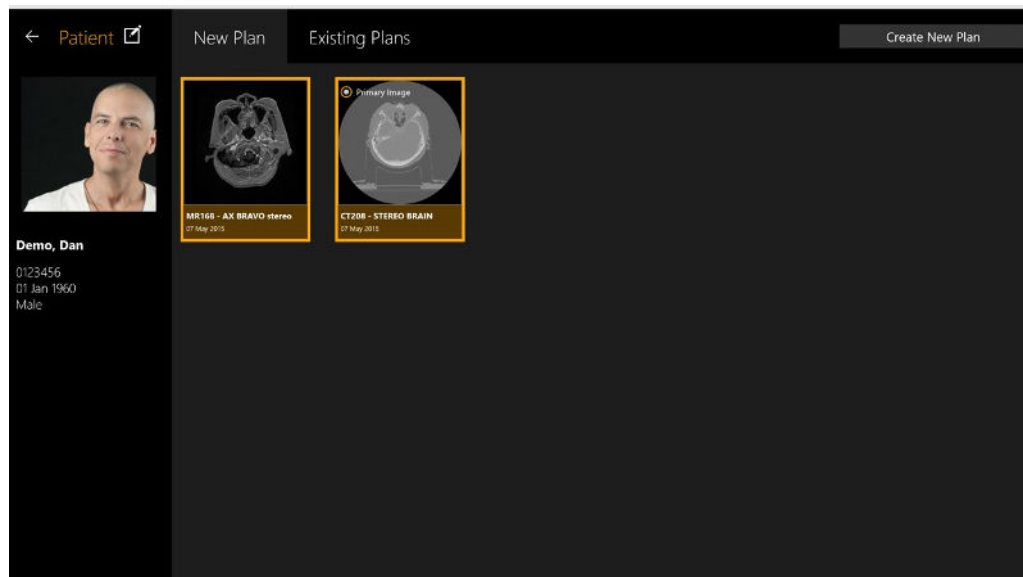 Patient
New Plan
Existing Plans
Create New Plan
Primary Image
MR168 - AX BRAVO stereo
07 May 2015
CT208 - STEREO BRAIN
07 May 2015
Demo, Dan
0123456
01 Jan 1960
Male